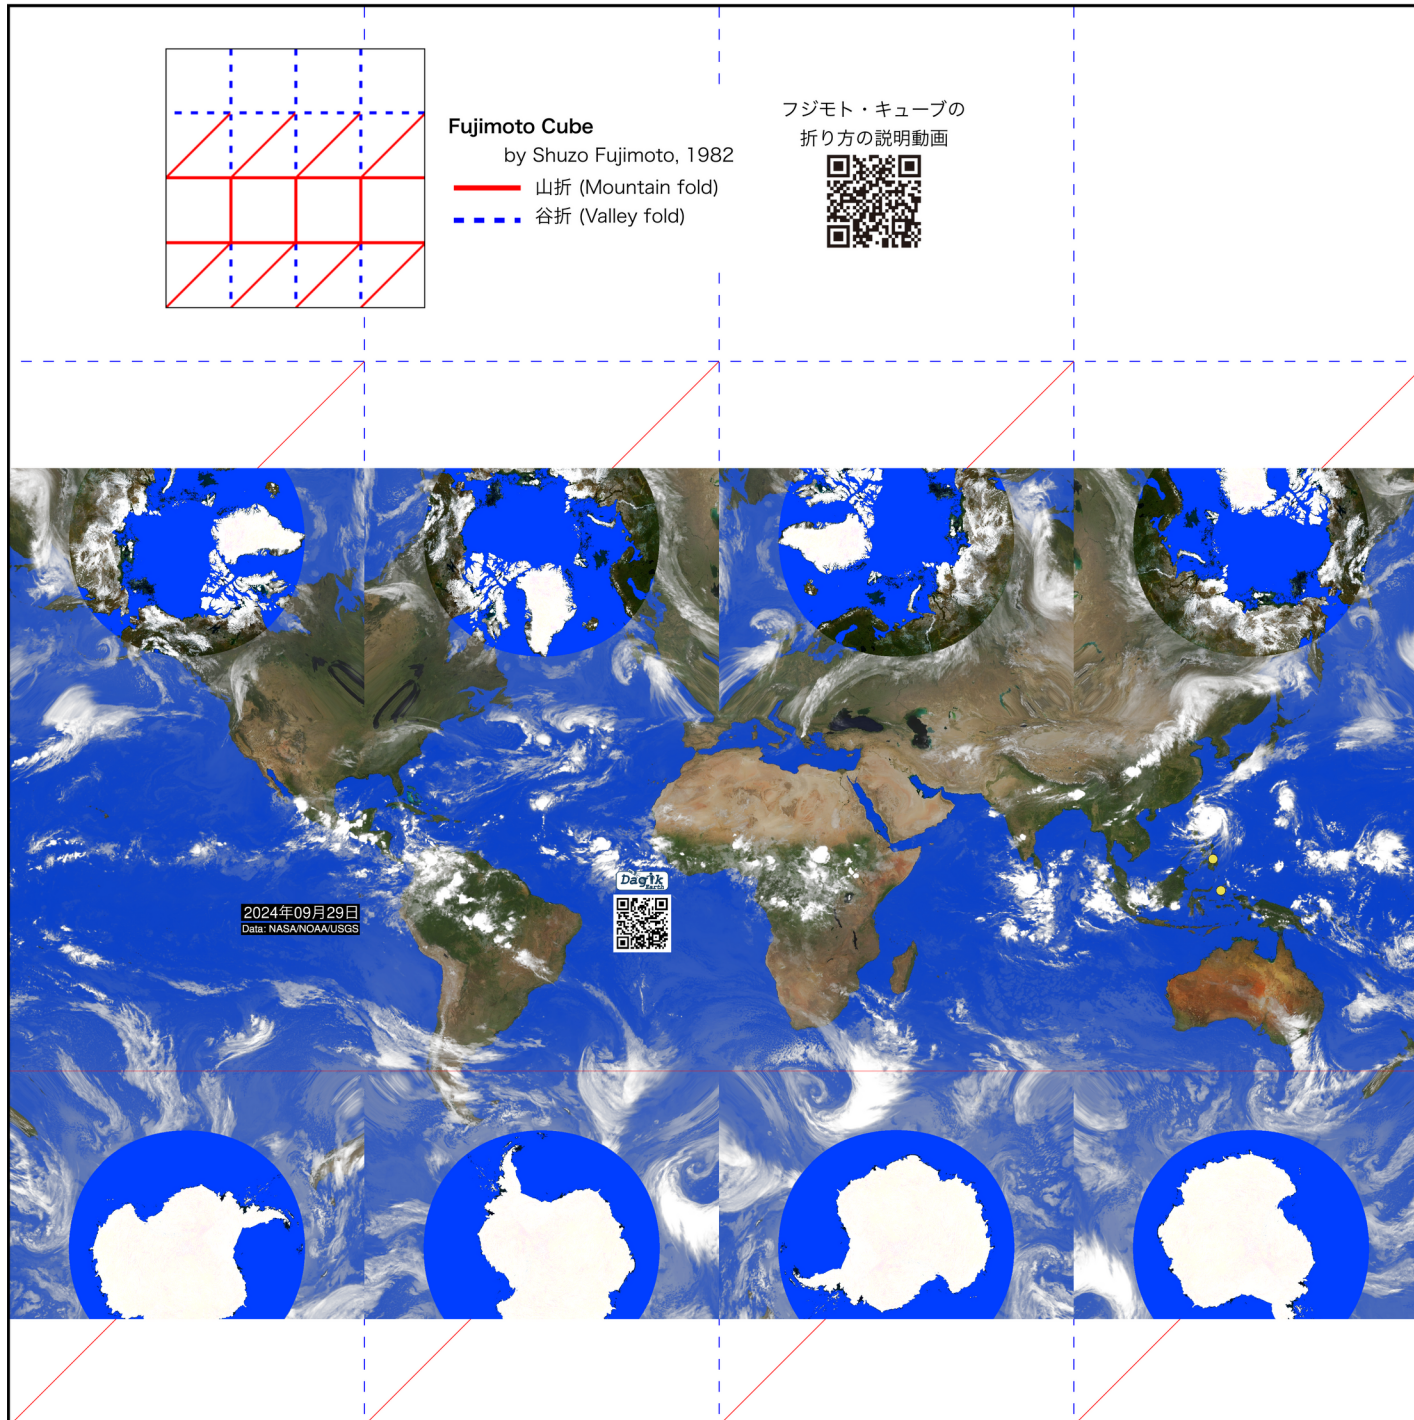 Fujimoto Cube
by Shuzo Fujimoto, 1982
山折 (Mountain fold)
谷折 (Valley fold)
フジモト・キューブの
折り方の説明動画
Dagik
Earth
2024年09月29日
Data: NASA/NOAA/USGS